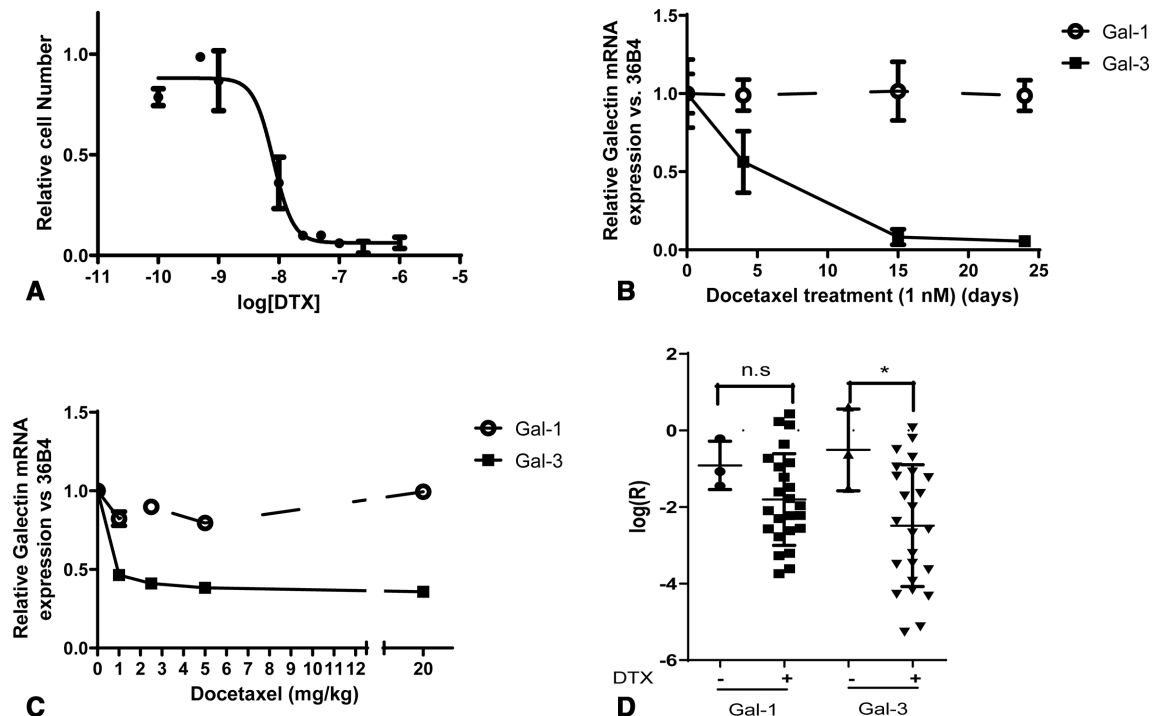 Relative cell Number
1.0
0.5
0.0
-11 -10 -9 -8 -7 -6 -5
log[DTX]
A
Relative Galectin mRNA
expression vs. 36B4
1.5
1.0
0.5
0.0
0 5 10 15 20 25
Docetaxel treatment (1 nM) (days)
Gal-1
Gal-3
B
Relative Galectin mRNA
expression vs 36B4
1.5
1.0
0.5
0.0
0 1 2 3 4 5 6 7 8 9 10 11 12 20
Docetaxel (mg/kg)
Gal-1
Gal-3
C
log(R)
2
0
-2
-4
-6
n.s
*
DTX - + - +
Gal-1 Gal-3
D